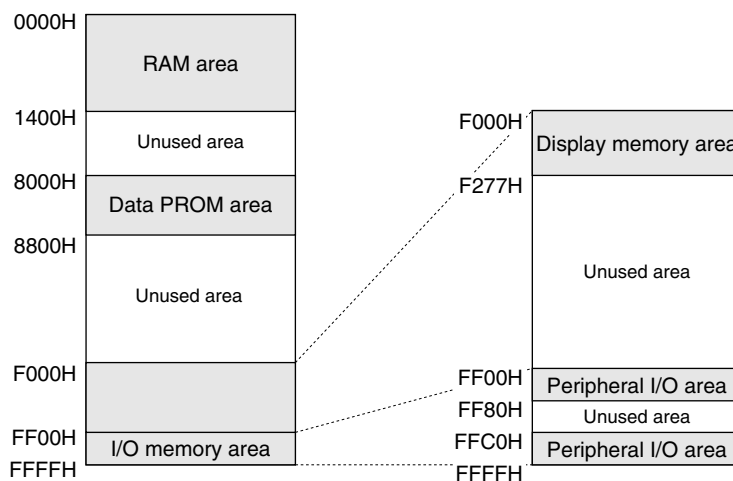 0000H
RAM area
1400H
Unused area
8000H
Data PROM area
8800H
Unused area
F000H
FF00H
I/O memory area
FFFFH
F000H
Display memory area
F277H
Unused area
FF00H
Peripheral I/O area
FF80H
Unused area
FFC0H
Peripheral I/O area
FFFFH